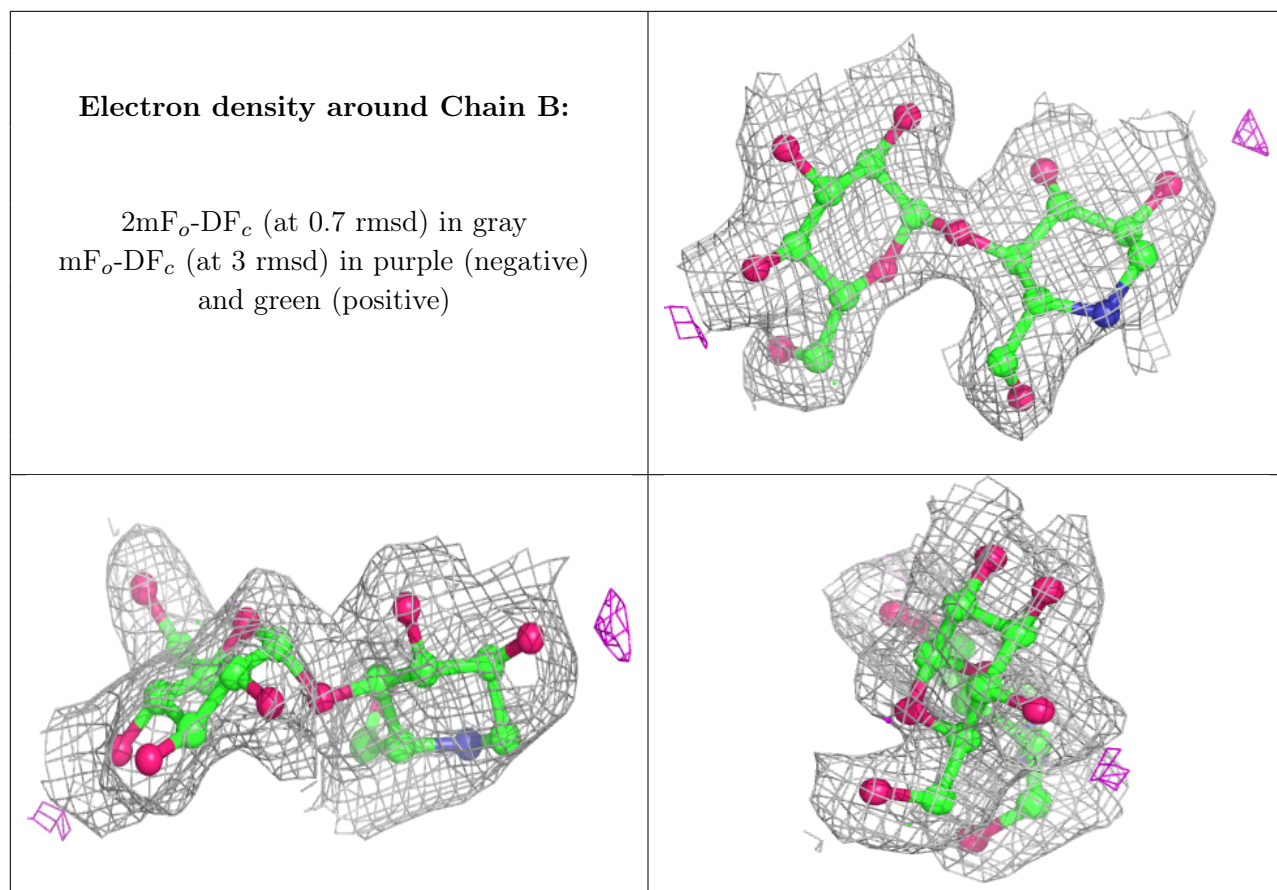 Electron density around Chain B:
2mFₒ-DF𝒸 (at 0.7 rmsd) in gray
mFₒ-DF𝒸 (at 3 rmsd) in purple (negative)
and green (positive)